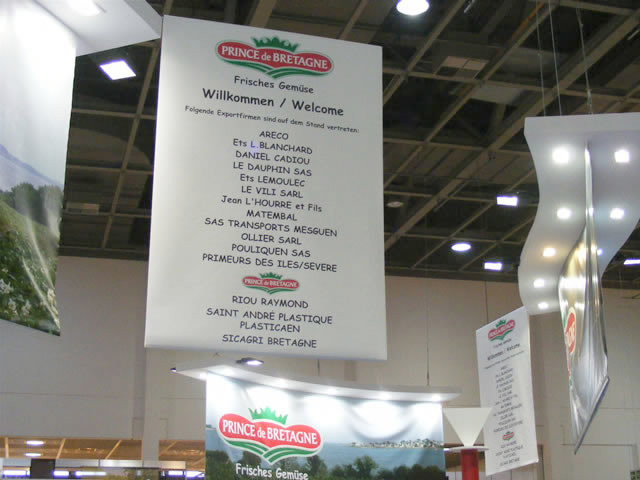 PRINCE de BRETAGNE
Frisches Gemüse
Willkommen / Welcome
Folgende Exportfirmen sind auf dem Stand vertreten:
ARECO
Ets L.BLANCHARD
DANIEL CADIOU
LE DAUPHIN SAS
Ets LEMOULEC
LE VILI SARL
Jean L'HOURRE et Fils
MATEMBAL
SAS TRANSPORTS MESGUEN
OLLIER SARL
POULIQUEN SAS
PRIMEURS DES ILES/SEVERE
PRINCE de BRETAGNE
RIOU RAYMOND
SAINT ANDRÉ PLASTIQUE
PLASTICAEN
SICAGRI BRETAGNE
PRINCE de BRETAGNE
Frisches Gemüse
Willkommen / Welcome